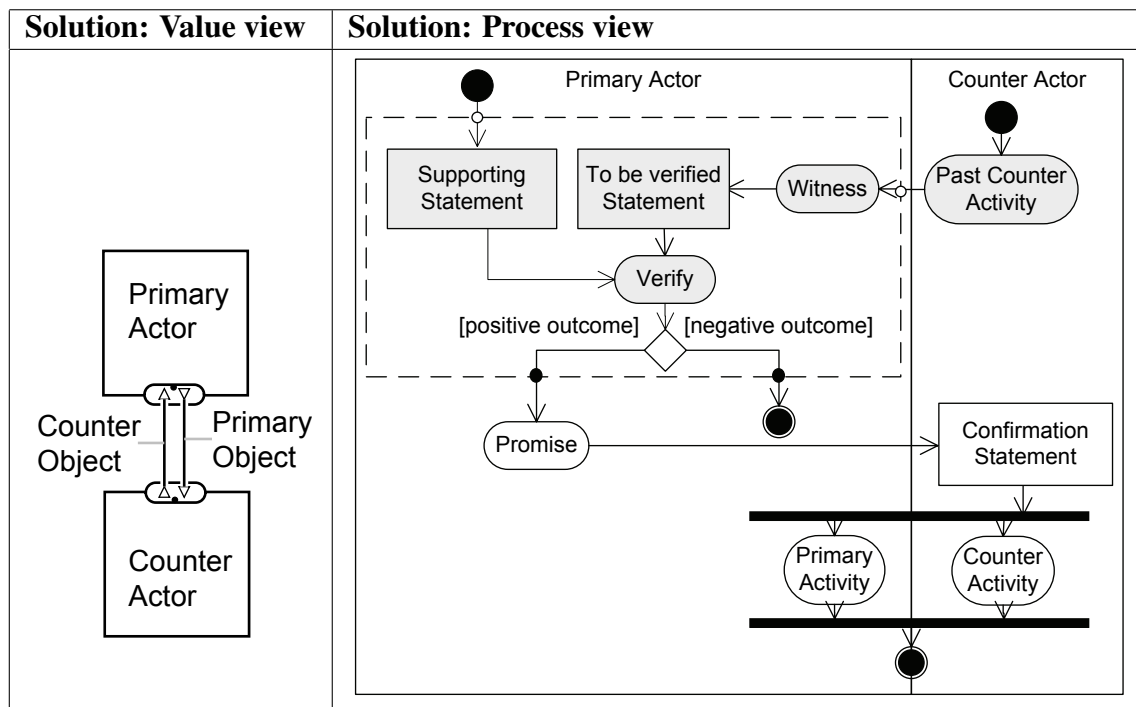 Solution: Value view
Solution: Process view
Primary
Actor
Counter
Object
Primary
Object
Counter
Actor
Primary Actor
Counter Actor
Supporting
Statement
To be verified
Statement
Witness
Past Counter
Activity
Verify
[positive outcome]
[negative outcome]
Promise
Confirmation
Statement
Primary
Activity
Counter
Activity